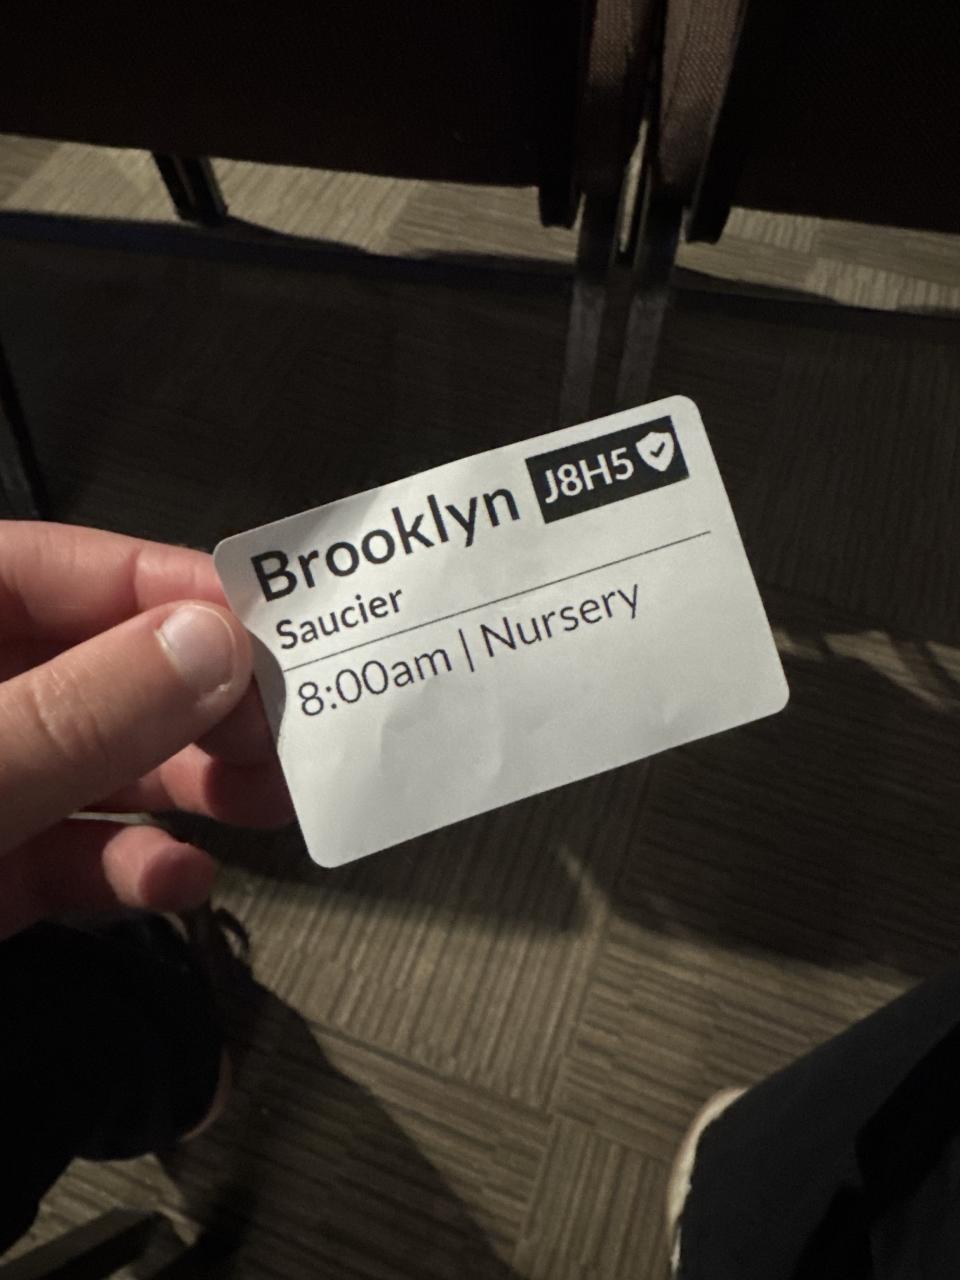 Brooklyn J8H5
Saucier
8:00am | Nursery